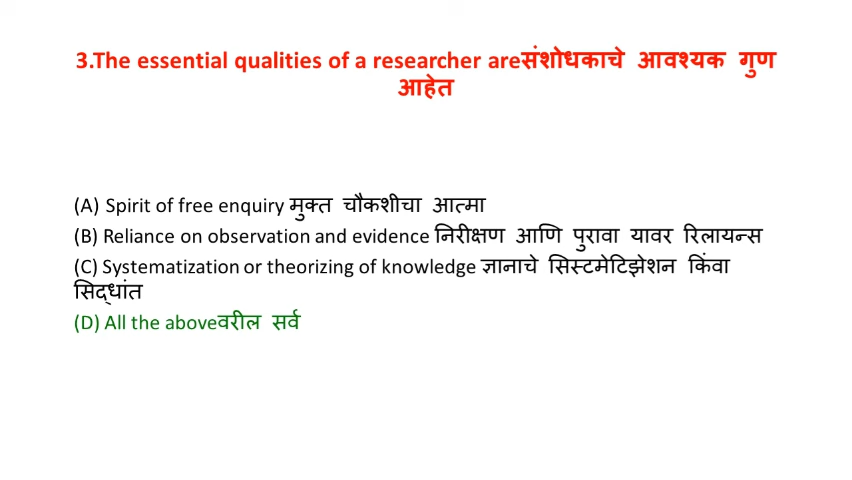 3.The essential qualities of a researcher areसंशोधकाचे आवश्यक गुण
आहेत
(A) Spirit of free enquiry मुक्त चौकशीचा आत्मा
(B) Reliance on observation and evidence निरीक्षण आणि पुरावा यावर रिलायन्स
(C) Systematization or theorizing of knowledge ज्ञानाचे सिस्टमेटिझेशन किंवा
सिद्धांत
(D) All the aboveवरील सर्व